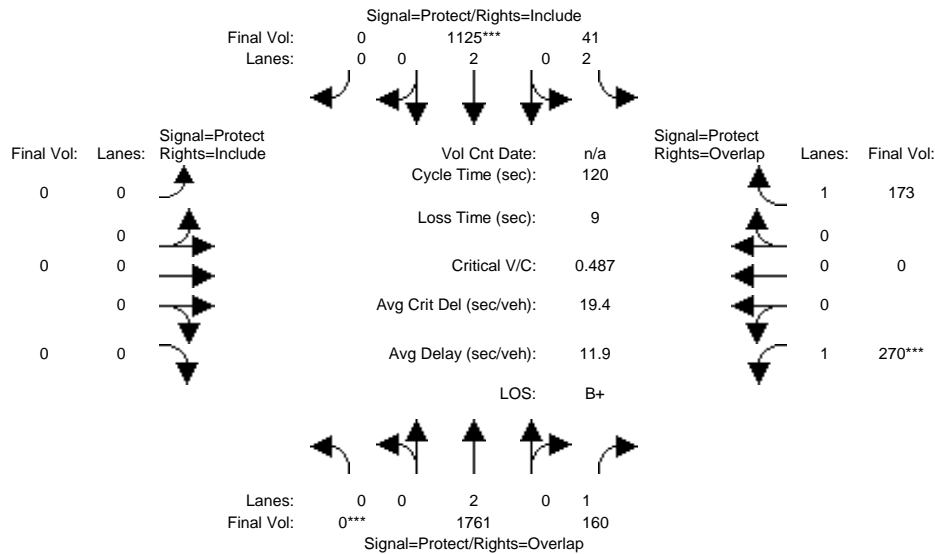 Signal=Protect/Rights=Include
Final Vol: 0 1125*** 41
Lanes: 0 0 2 0 2
Signal=Protect
Final Vol: Lanes: Rights=Include
Vol Cnt Date: n/a
Signal=Protect
Rights=Overlap Lanes: Final Vol:
Cycle Time (sec): 120
0 0
1 173
Loss Time (sec): 9
0
0
0 0
Critical V/C: 0.487
0 0
0
Avg Crit Del (sec/veh): 19.4
0
0 0
Avg Delay (sec/veh): 11.9
1 270***
LOS: B+
Lanes: 0 0 2 0 1
Final Vol: 0*** 1761 160
Signal=Protect/Rights=Overlap